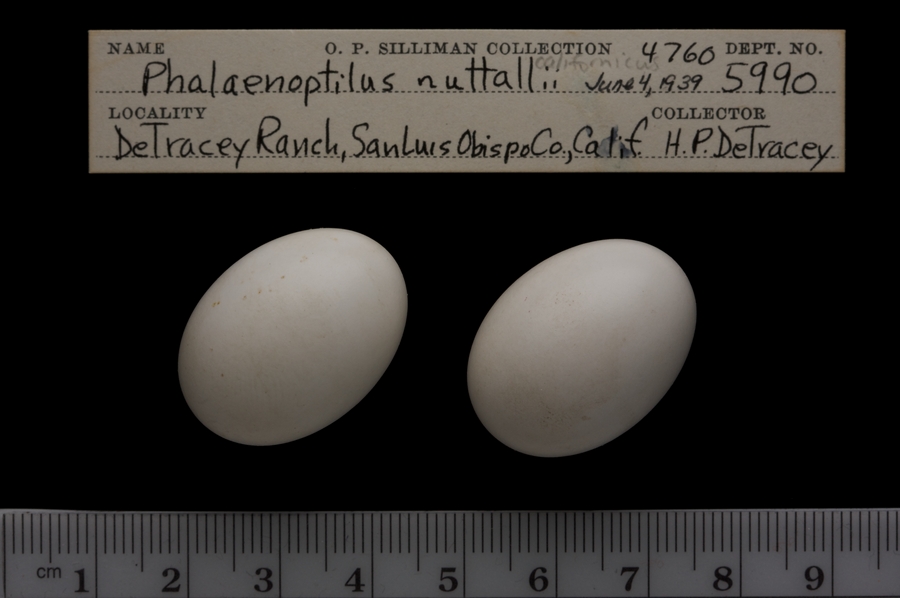 NAME O. P. SILLIMAN COLLECTION 4760 DEPT. NO.
californicus
Phalaenoptilus nuttallii June 4, 1939 5990
LOCALITY COLLECTOR
DeTracey Ranch, San Luis Obispo Co., Calif. H. P. DeTracey
cm 1 2 3 4 5 6 7 8 9